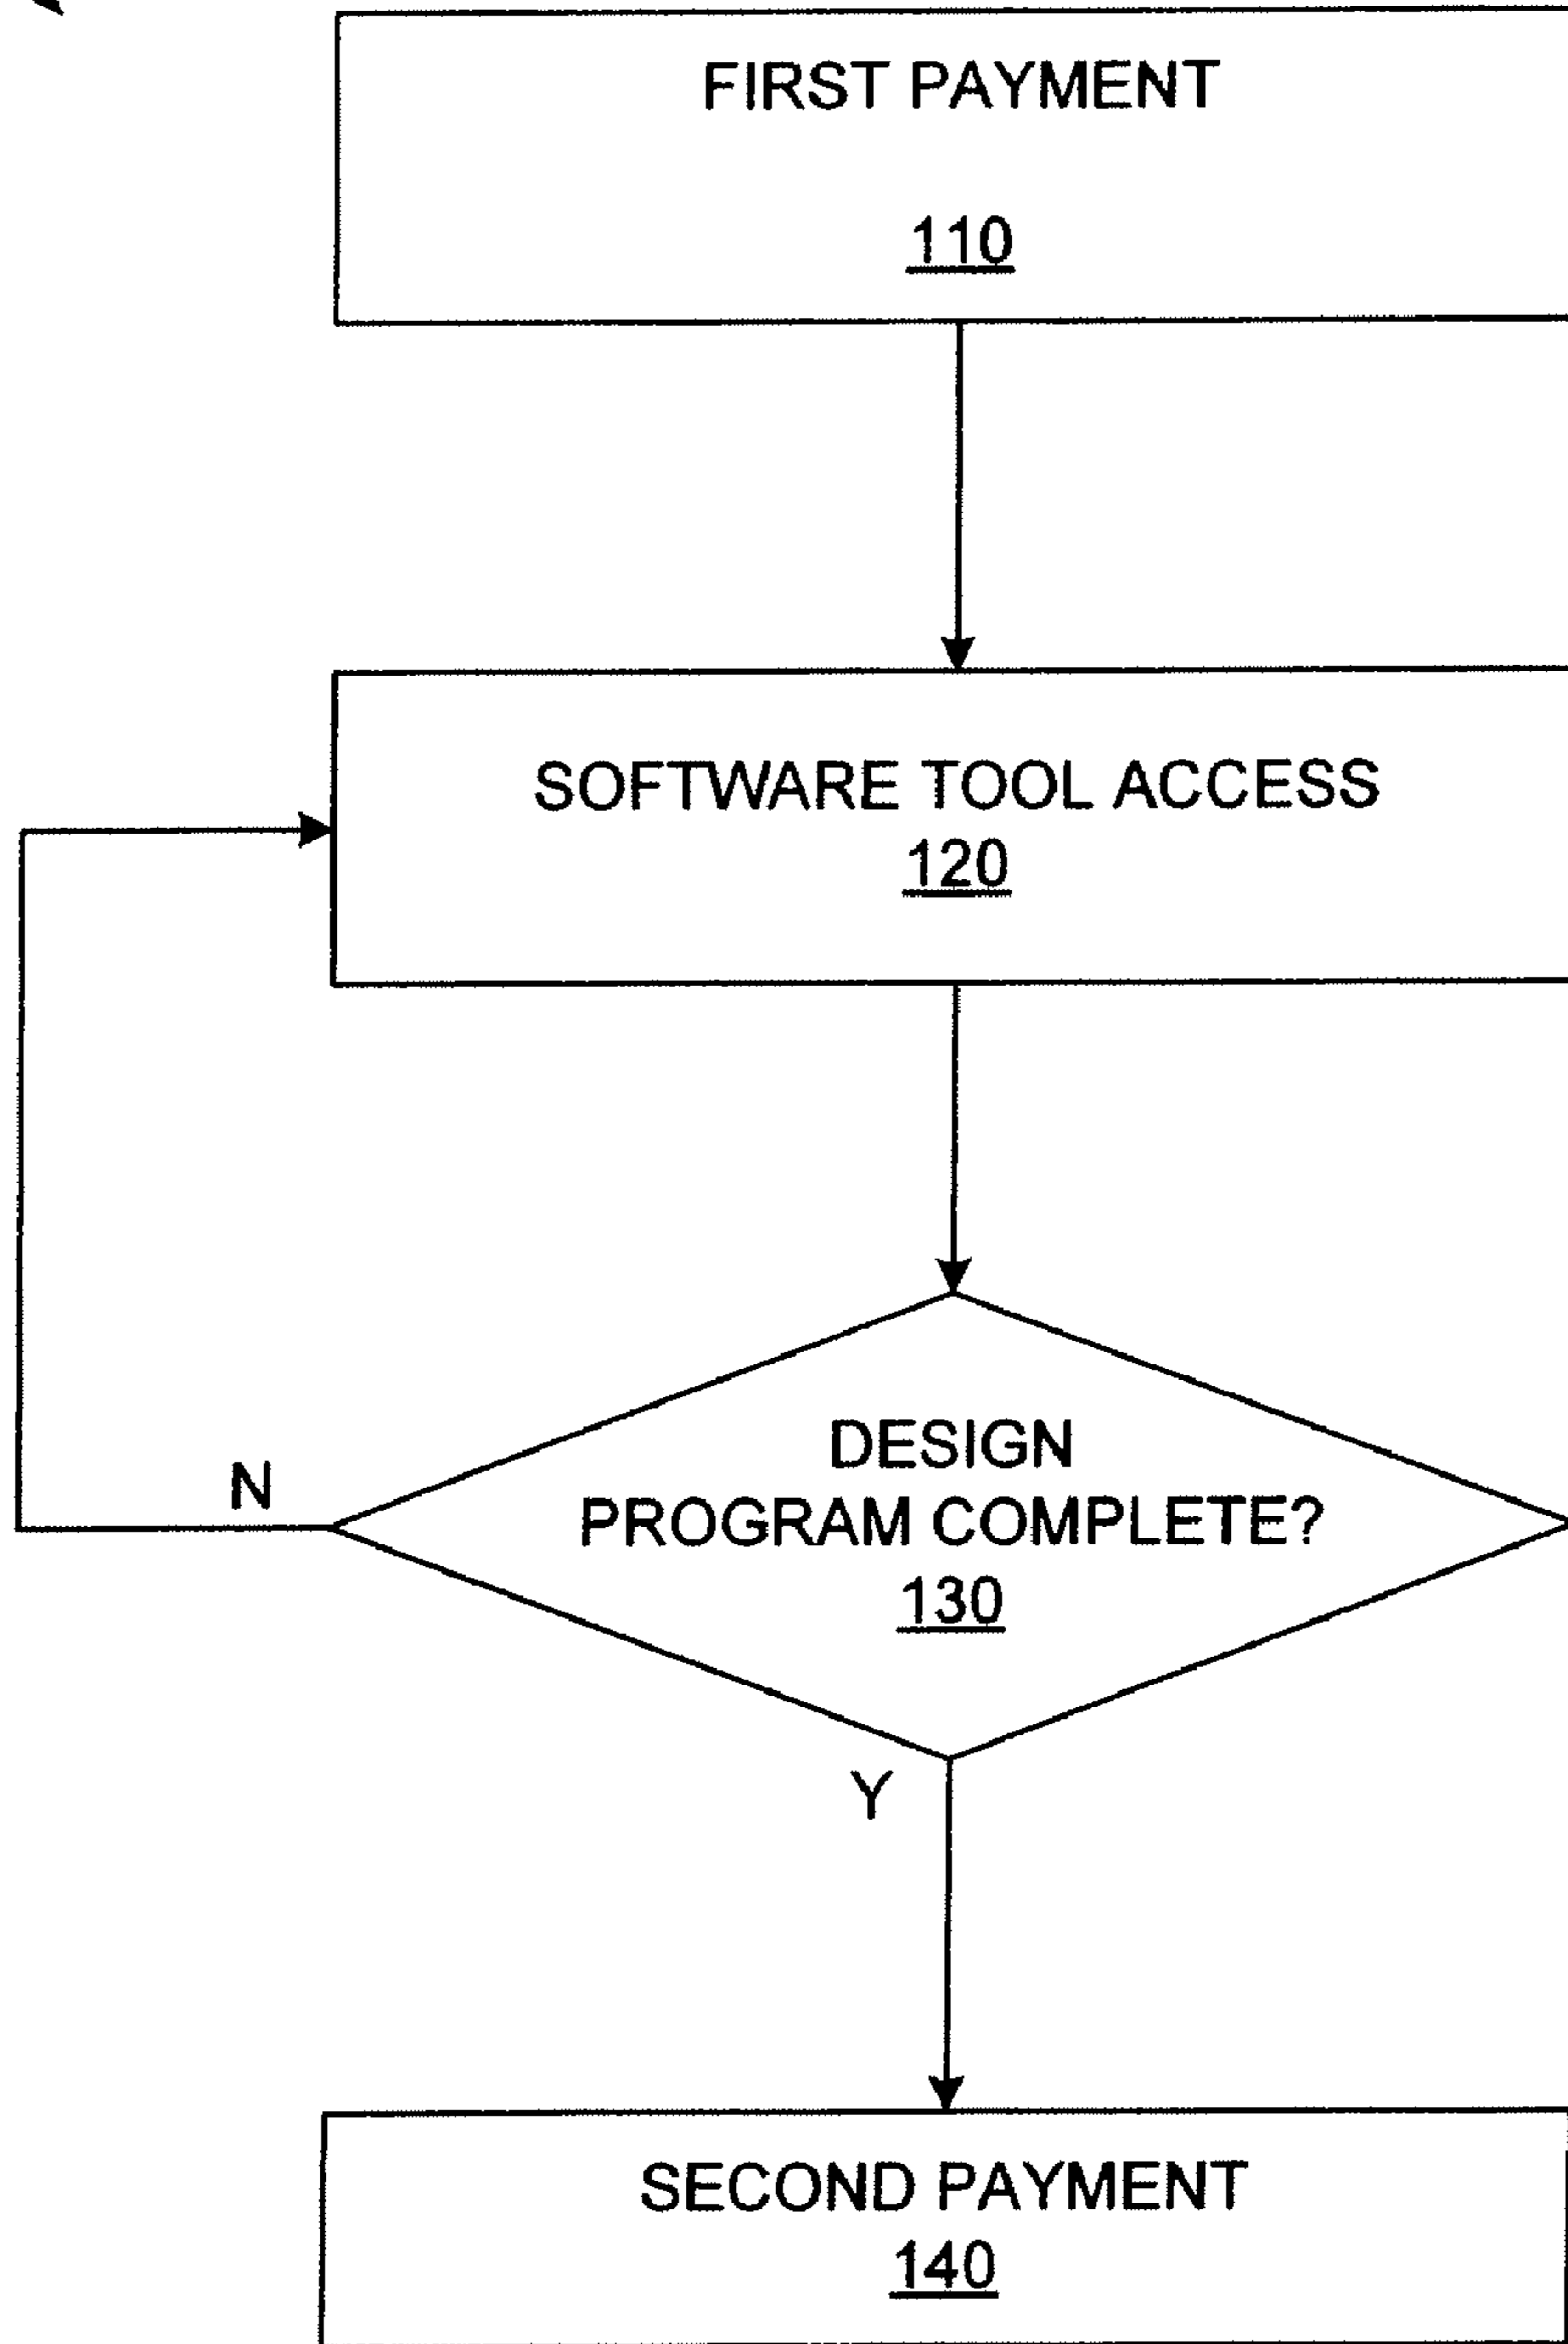 FIRST PAYMENT
110
SOFTWARE TOOL ACCESS
120
DESIGN
PROGRAM COMPLETE?
130
N
Y
SECOND PAYMENT
140